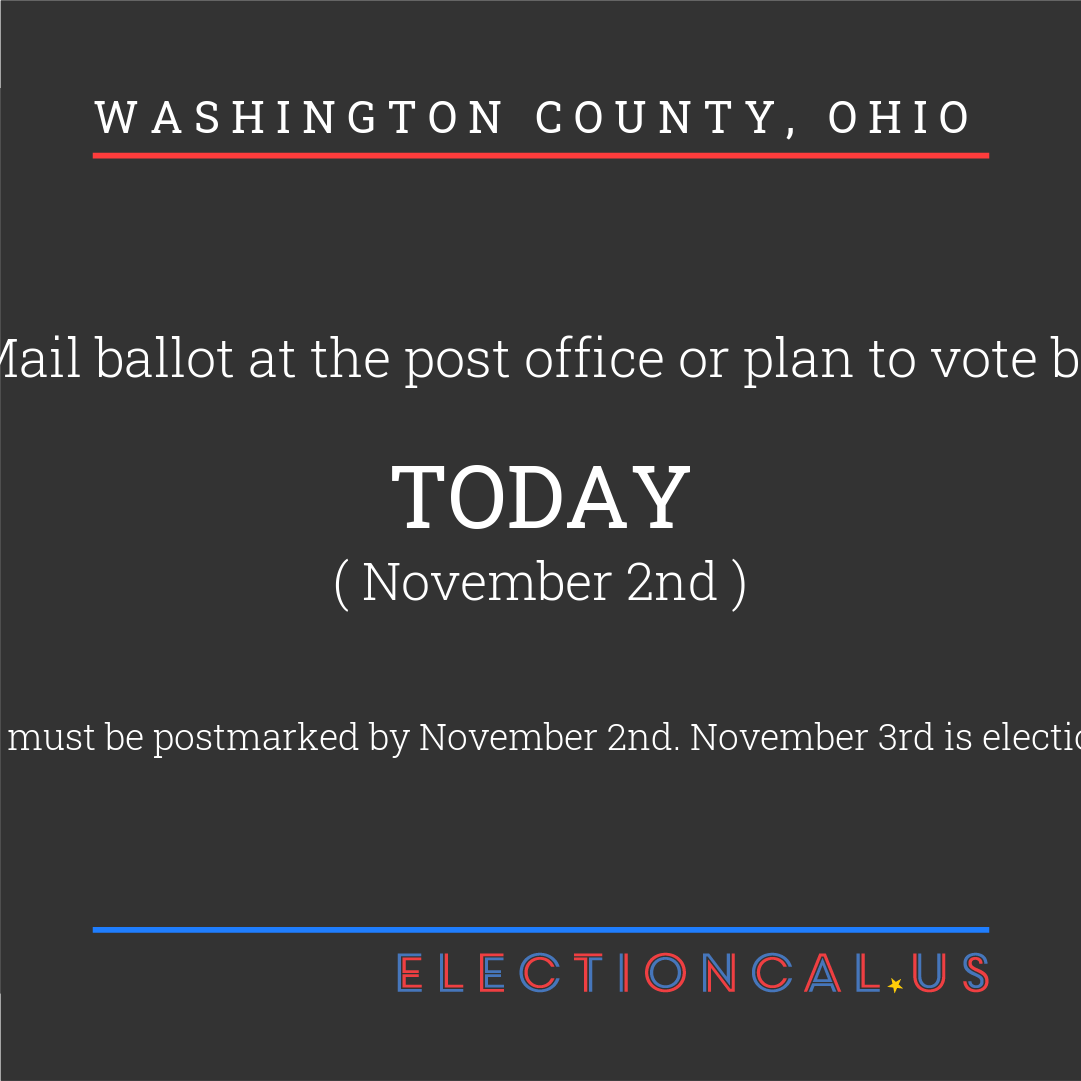 WASHINGTON COUNTY, OHIO
Mail ballot at the post office or plan to vote b
TODAY
( November 2nd )
must be postmarked by November 2nd. November 3rd is electio
ELECTIONCAL.US